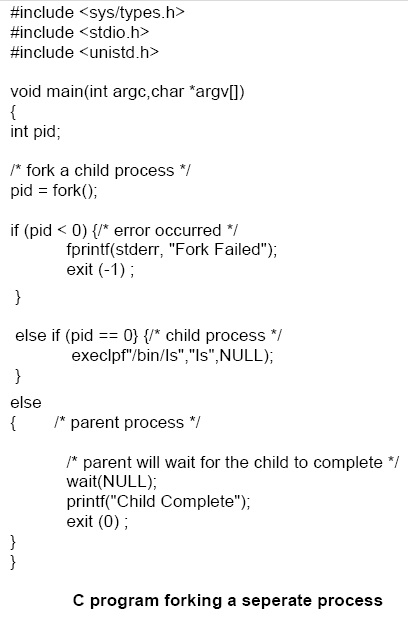 #include <sys/types.h>
#include <stdio.h>
#include <unistd.h>
void main(int argc,char *argv[])
{
int pid;
/* fork a child process */
pid = fork();
if (pid < 0) {/* error occurred */
fprintf(stderr, "Fork Failed");
exit (-1) ;
}
else if (pid == 0} {/* child process */
execlpf"/bin/ls","ls",NULL);
}
else
{ /* parent process */
/* parent will wait for the child to complete */
wait(NULL);
printf("Child Complete");
exit (0) ;
}
}
C program forking a seperate process